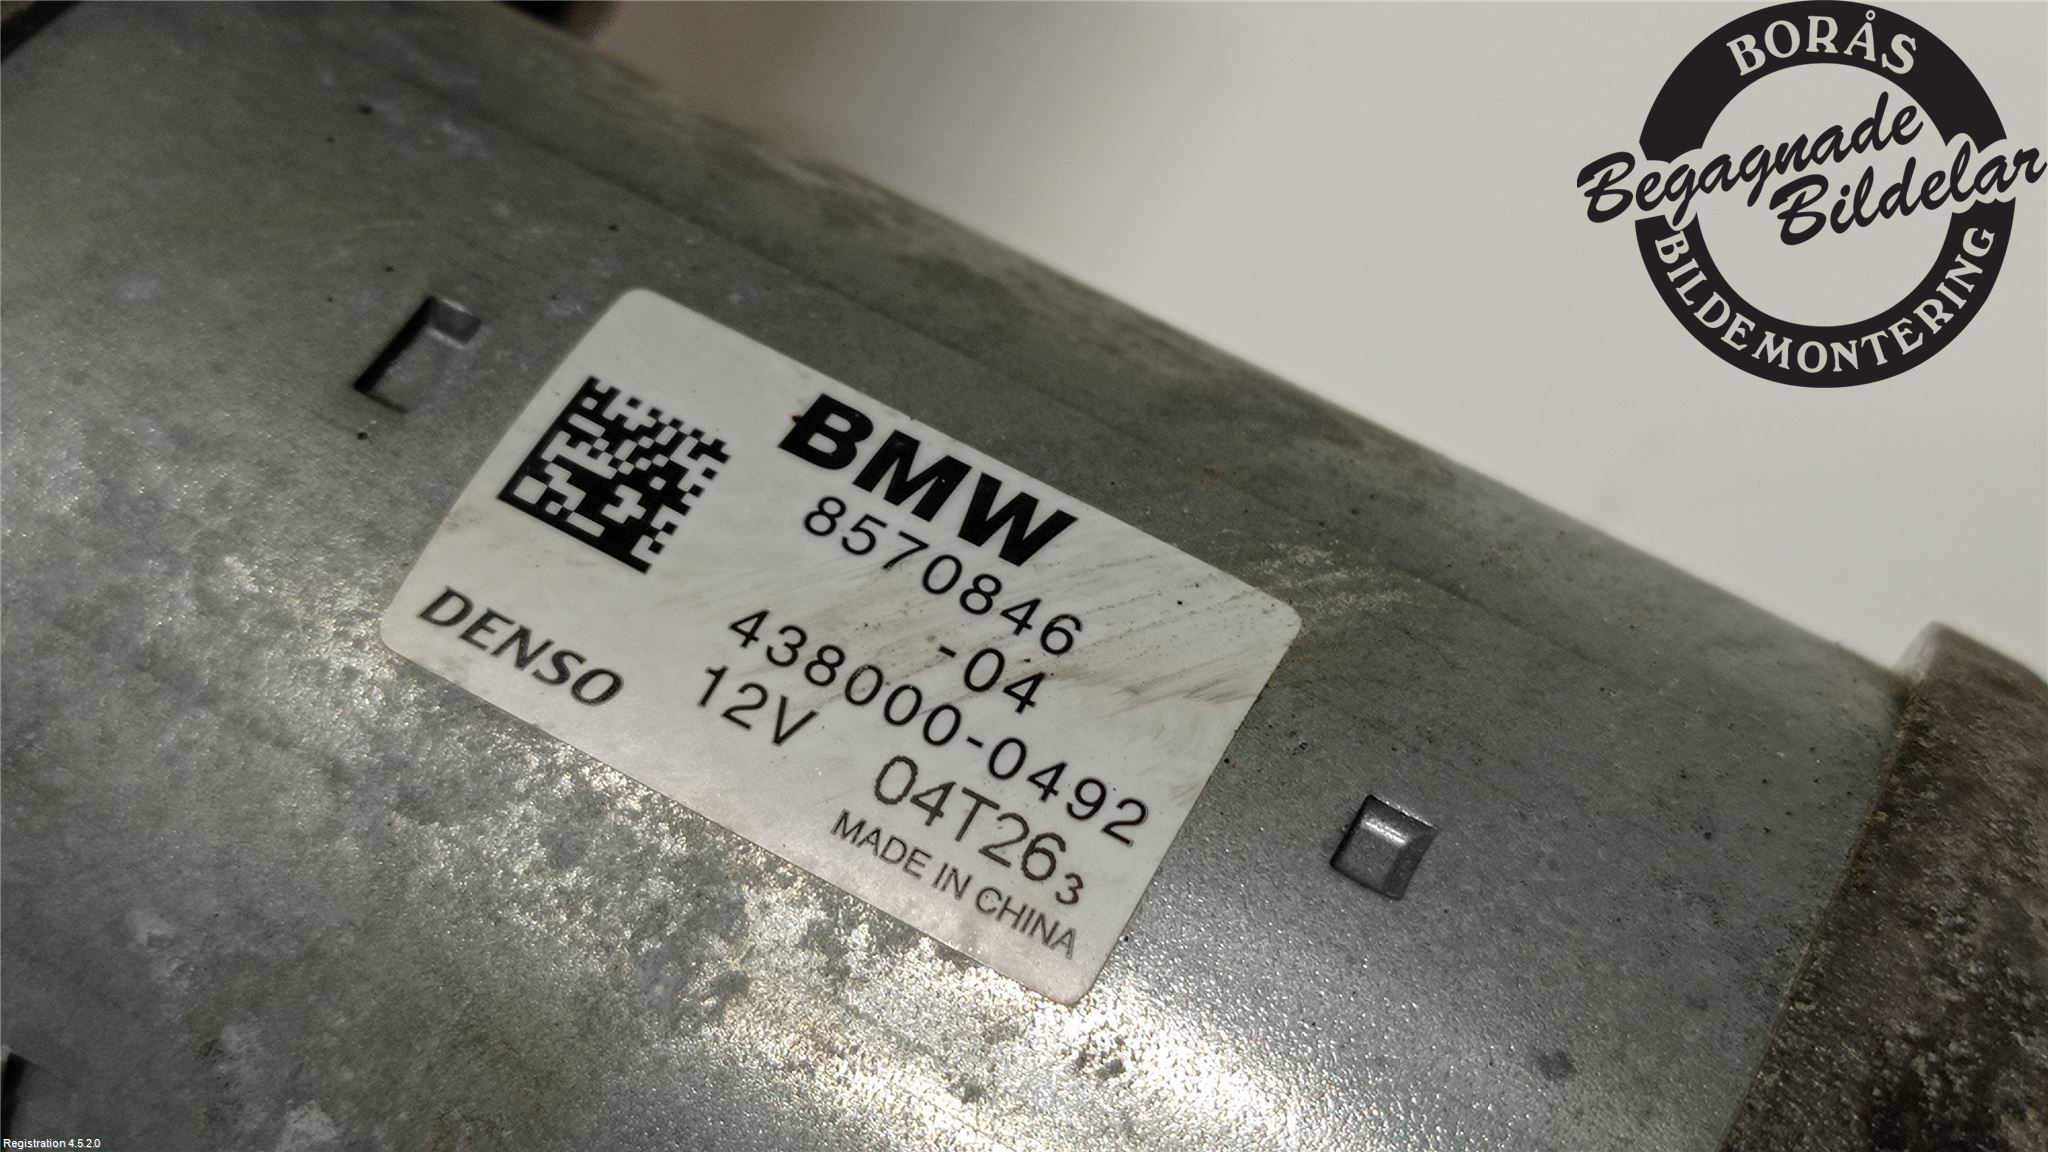 BORÅS
Begagnade
Bildelar
BILDEMONTERING
BMW
8570846
-04
438000-0492
DENSO
12V
04T263
MADE IN CHINA
Registration 4.5.2.0